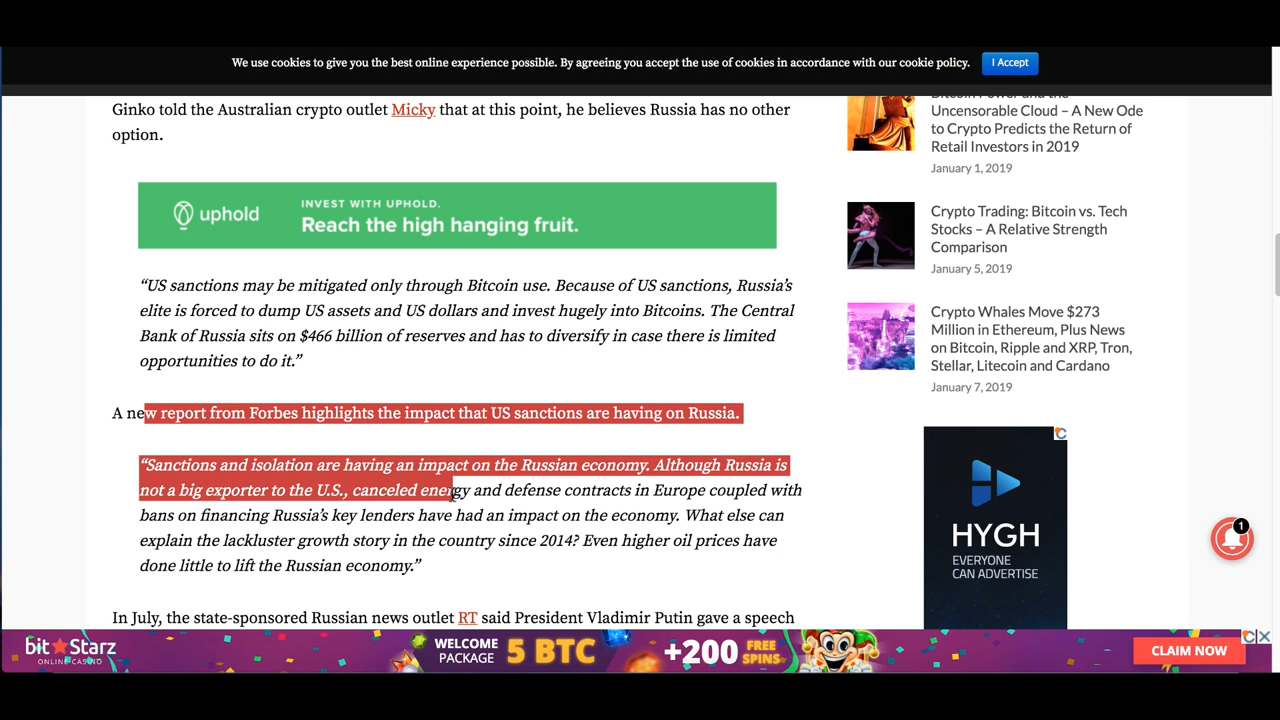 We use cookies to give you the best online experience possible. By agreeing you accept the use of cookies in accordance with our cookie policy.
I Accept
Ginko told the Australian crypto outlet Micky that at this point, he believes Russia has no other
option.
uphold
INVEST WITH UPHOLD.
Reach the high hanging fruit.
“US sanctions may be mitigated only through Bitcoin use. Because of US sanctions, Russia’s
elite is forced to dump US assets and US dollars and invest hugely into Bitcoins. The Central
Bank of Russia sits on $466 billion of reserves and has to diversify in case there is limited
opportunities to do it.”
A new report from Forbes highlights the impact that US sanctions are having on Russia.
“Sanctions and isolation are having an impact on the Russian economy. Although Russia is
not a big exporter to the U.S., canceled energy and defense contracts in Europe coupled with
bans on financing Russia’s key lenders have had an impact on the economy. What else can
explain the lackluster growth story in the country since 2014? Even higher oil prices have
done little to lift the Russian economy.”
In July, the state-sponsored Russian news outlet RT said President Vladimir Putin gave a speech
Bitcoin Power and the
Uncensorable Cloud – A New Ode
to Crypto Predicts the Return of
Retail Investors in 2019
January 1, 2019
Crypto Trading: Bitcoin vs. Tech
Stocks – A Relative Strength
Comparison
January 5, 2019
Crypto Whales Move $273
Million in Ethereum, Plus News
on Bitcoin, Ripple and XRP, Tron,
Stellar, Litecoin and Cardano
January 7, 2019
HYGH
EVERYONE
CAN ADVERTISE
1
bitStarz
ONLINE CASINO
WELCOME
PACKAGE
5 BTC
+200
FREE
SPINS
CLAIM NOW